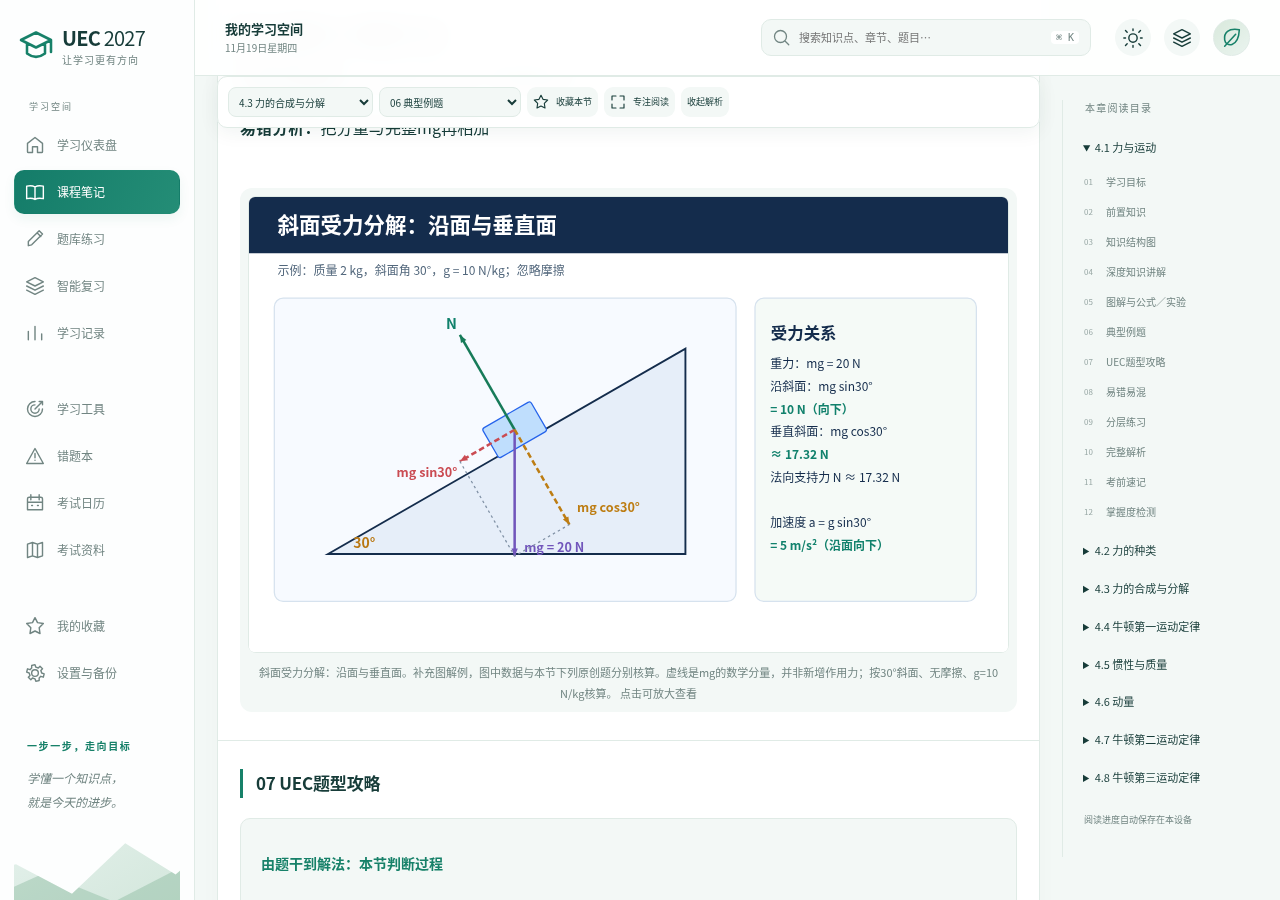 UEC 2027
让学习更有方向
学习空间
学习仪表盘
课程笔记
题库练习
智能复习
学习记录
学习工具
错题本
考试日历
考试资料
我的收藏
设置与备份
一步一步，走向目标
学懂一个知识点，
就是今天的进步。
我的学习空间
11月19日星期四
搜索知识点、章节、题目…
⌘ K
4.3 力的合成与分解
06 典型例题
收藏本节
专注阅读
收起解析
易错分析：把分量与完整mg再相加
斜面受力分解：沿面与垂直面
示例：质量 2 kg，斜面角 30°，g = 10 N/kg；忽略摩擦
N
mg sin30°
mg cos30°
30°
mg = 20 N
受力关系
重力：mg = 20 N
沿斜面：mg sin30°
= 10 N（向下）
垂直斜面：mg cos30°
≈ 17.32 N
法向支持力 N ≈ 17.32 N
加速度 a = g sin30°
= 5 m/s²（沿面向下）
斜面受力分解：沿面与垂直面。补充图解例，图中数据与本节下列原创题分别核算。虚线是mg的数学分量，并非新增作用力；按30°斜面、无摩擦、g=10
N/kg核算。 点击可放大查看
07 UEC题型攻略
由题干到解法：本节判断过程
本章阅读目录
4.1 力与运动
01 学习目标
02 前置知识
03 知识结构图
04 深度知识讲解
05 图解与公式／实验
06 典型例题
07 UEC题型攻略
08 易错易混
09 分层练习
10 完整解析
11 考前速记
12 掌握度检测
4.2 力的种类
4.3 力的合成与分解
4.4 牛顿第一运动定律
4.5 惯性与质量
4.6 动量
4.7 牛顿第二运动定律
4.8 牛顿第三运动定律
阅读进度自动保存在本设备